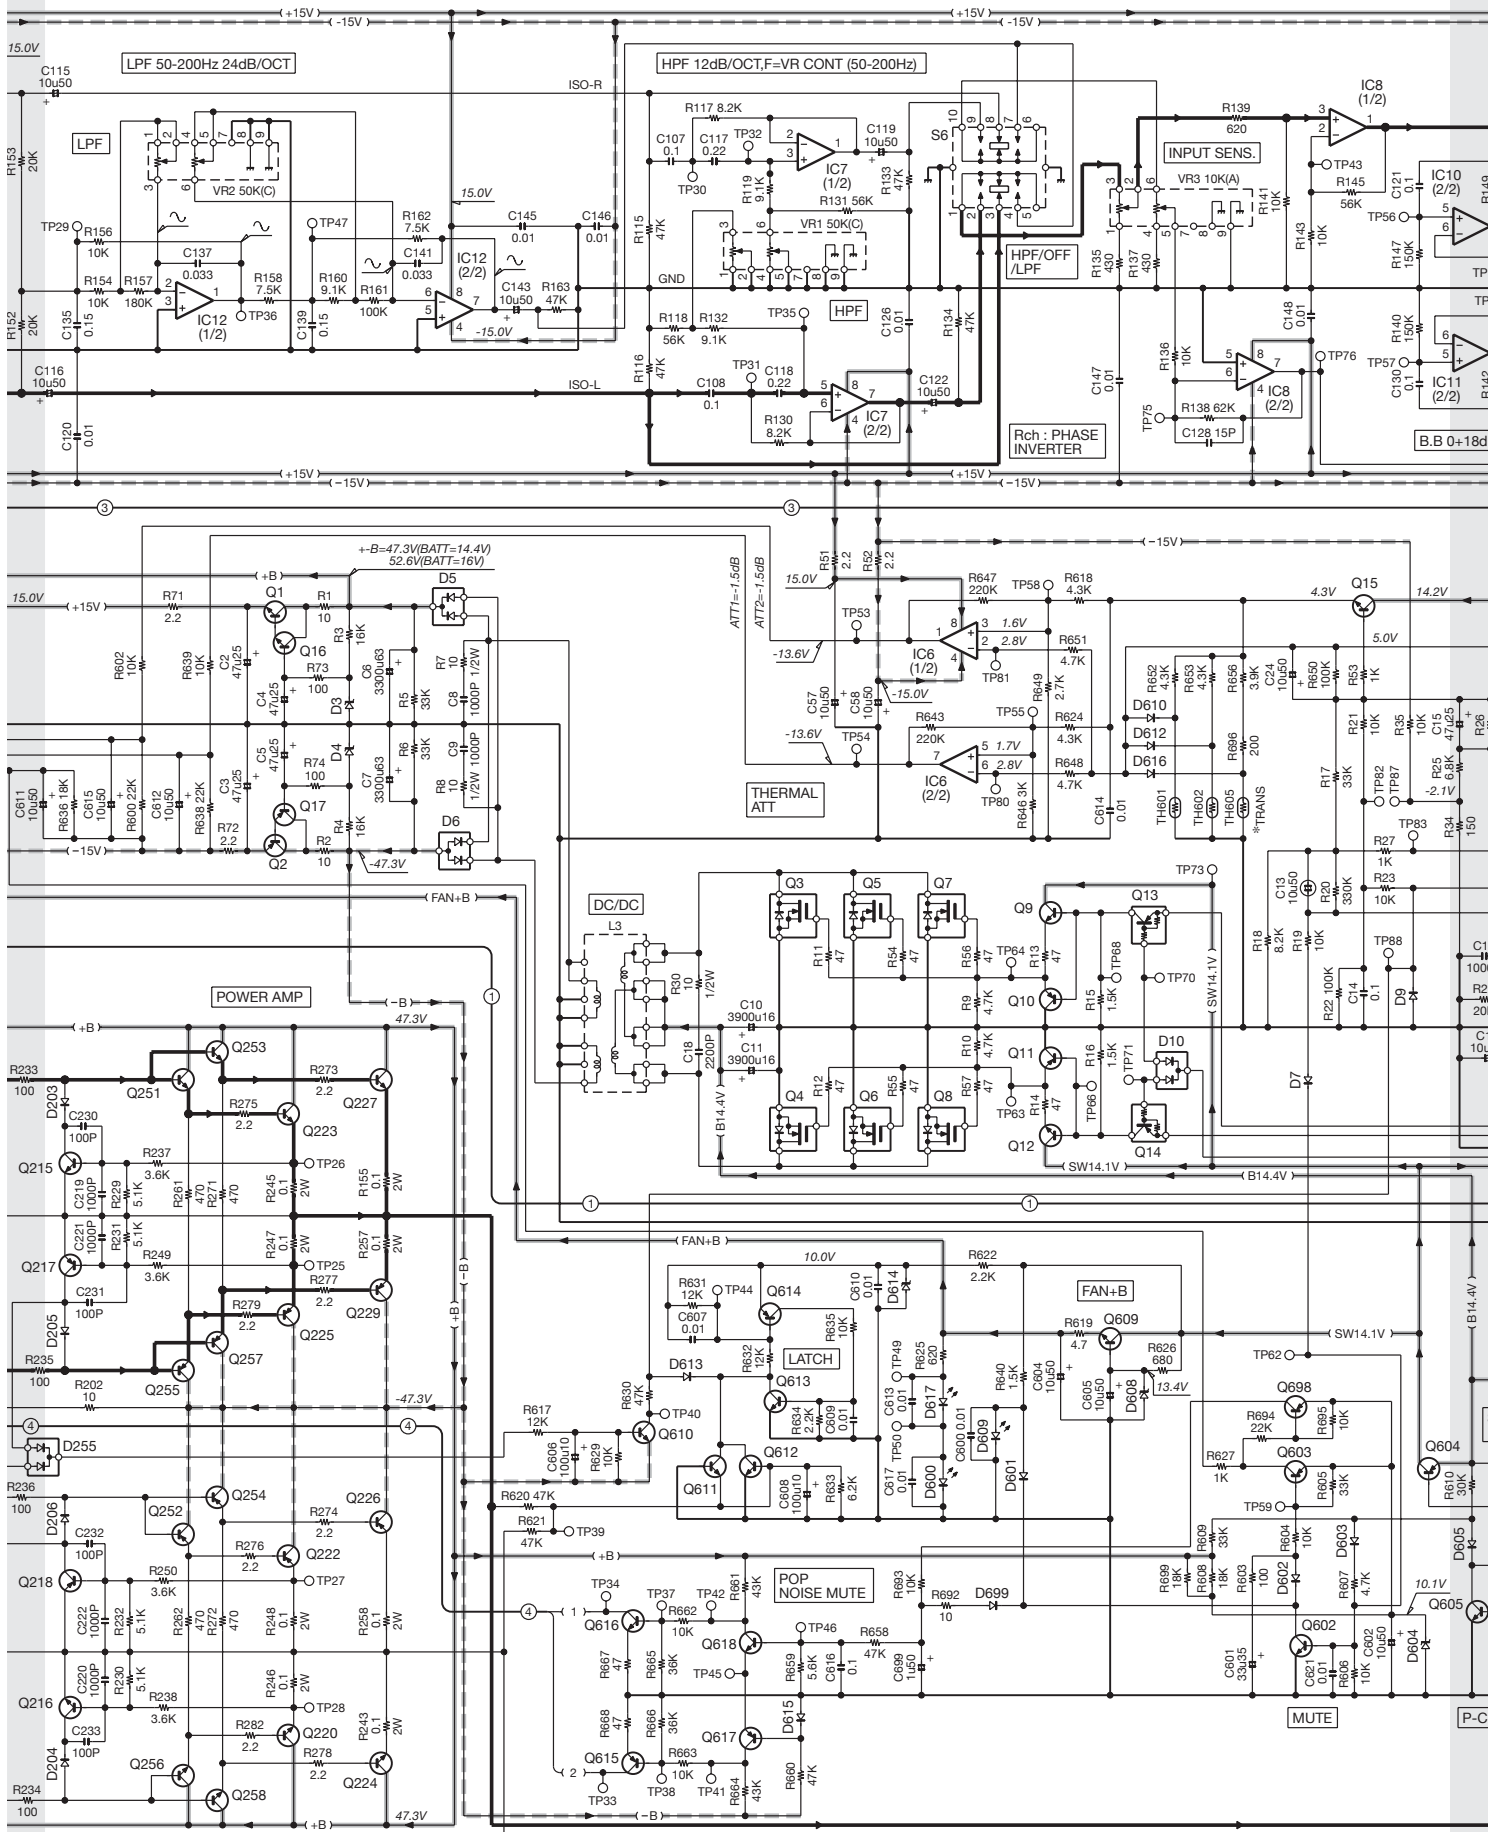 (+15V)
(-15V)
(+15V)
(-15V)
15.0V
LPF 50-200Hz 24dB/OCT
HPF 12dB/OCT,F=VR CONT (50-200Hz)
C115
10u50
+
ISO-R
LPF
VR2 50K(C)
R153
20K
R117 8.2K
C107
0.1
C117
0.22
TP32
TP30
R119
9.1K
IC7
(1/2)
C119
10u50
R133
47K
R131 56K
VR1 50K(C)
S6
INPUT SENS.
VR3 10K(A)
R139
620
IC8
(1/2)
TP43
R145
56K
R141
10K
R143
10K
C121
0.1
IC10
(2/2)
R149
TP56
R147
150K
TP29
R156
10K
R154
10K
R157
180K
C137
0.033
IC12
(1/2)
TP36
R158
7.5K
TP47
R160
9.1K
R161
100K
R162
7.5K
C141
0.033
15.0V
IC12
(2/2)
C145
0.01
C146
0.01
C143
10u50
R163
47K
-15.0V
R115
47K
GND
HPF
HPF/OFF
/LPF
R135
430
R137
430
R152
20K
C135
0.15
C139
0.15
R118
56K
R132
9.1K
TP35
C126
0.01
R134
47K
C148
0.01
R140
150K
TP57
C130
0.1
IC11
(2/2)
R142
R116
47K
C116
10u50
ISO-L
TP31
C108
0.1
C118
0.22
R130
8.2K
IC7
(2/2)
C122
10u50
C147
0.01
R136
10K
TP75
R138 62K
C128 15P
IC8
(2/2)
TP76
C120
0.01
Rch : PHASE
INVERTER
B.B 0+18d
(+15V)
(−15V)
(+15V)
(−15V)
3
3
+-B=47.3V(BATT=14.4V)
52.6V(BATT=16V)
(+B)
15.0V
(+15V)
R71
2.2
Q1
R1
10
D5
Q16
R73
100
R3
16K
R602
10K
R639
10K
C2
47u25
C4
47u25
D3
C6
3300u63
R5
33K
R7
10
1/2W
C8
1000P
C5
47u25
D4
R6
33K
C9
1000P
R8
10
1/2W
C7
3300u63
R74
100
C3
47u25
Q17
R4
16K
C611
10u50
R636 18K
C615
10u50
R600 22K
C612
10u50
R638 22K
R72
2.2
(−15V)
Q2
R2
10
D6
-47.3V
ATT1=-1.5dB
ATT2=-1.5dB
R51
2.2
R52
2.2
(−15V)
15.0V
TP53
-13.6V
R647
220K
TP58
R618
4.3K
1.6V
2.8V
IC6
(1/2)
TP81
R651
4.7K
R649
2.7K
C57
10u50
C58
10u50
-15.0V
TP54
-13.6V
R643
220K
TP55
R624
4.3K
1.7V
2.8V
IC6
(2/2)
TP80
R648
4.7K
R646 3K
C614
0.01
THERMAL
ATT
4.3V
Q15
14.2V
5.0V
R652
4.3K
R653
4.3K
R656
3.9K
C24
10u50
R650
100K
R53
1K
D610
D612
D616
R696
200
R21
10K
R35
10K
C15
47u25
R26
R17
33K
TP82
TP87
R25
6.8K
-2.1V
TH601
TH602
TH605
*TRANS
TP83
R34
150
(FAN+B)
DC/DC
L3
Q3
Q5
Q7
R11
47
R54
47
R56
47
TP64
Q9
R13
47
Q10
R9
4.7K
R10
4.7K
R15
1.5K
TP68
Q13
TP70
TP73
(SW14.1V)
R27
1K
R23
10K
C13
10u50
R20
330K
R18
8.2K
R19
10K
TP88
R22 100K
C14
0.1
D9
R30
10
1/2W
C10
3900u16
C11
3900u16
C18
2200P
(B14.4V)
Q4
Q6
Q8
R12
47
R55
47
R57
47
TP63
Q11
R14
47
R16
1.5K
TP66
Q12
TP71
D10
Q14
D7
(SW14.1V)
(B14.4V)
1
1
1
POWER AMP
(−B)
47.3V
(+B)
R233
100
D203
Q251
Q253
R273
2.2
Q227
R275
2.2
Q223
C230
100P
Q215
R237
3.6K
TP26
C219
1000P
R229
5.1K
R261
470
R271
470
R245
0.1
2W
R155
0.1
2W
C221
1000P
R231
5.1K
R247
0.1
2W
R257
0.1
2W
R249
3.6K
TP25
Q217
C231
100P
R277
2.2
Q229
R279
2.2
Q225
D205
Q257
R235
100
Q255
R202
10
-47.3V
4
4
D255
R236
100
D206
Q252
Q254
R274
2.2
Q226
R276
2.2
Q222
C232
100P
Q218
R250
3.6K
TP27
C222
1000P
R232
5.1K
R262
470
R272
470
R248
0.1
2W
R258
0.1
2W
C220
1000P
R230
5.1K
R246
0.1
2W
R243
0.1
2W
Q216
R238
3.6K
TP28
C233
100P
R282
2.2
Q220
D204
Q256
R278
2.2
Q224
R234
100
Q258
(+B)
47.3V
(FAN+B)
10.0V
R631
12K
C607
0.01
TP44
Q614
R635
10K
C610
0.01
D614
R622
2.2K
FAN+B
R632
12K
LATCH
D613
Q613
R634
2.2K
C609
0.01
R630
47K
TP40
Q610
R617
12K
C606
100u10
R629
10K
Q611
Q612
C608
100u10
R633
6.2K
R620 47K
R621
47K
TP39
TP49
R625
620
C613
0.01
D617
TP50
C617
0.01
D600
C600 0.01
D609
R640
1.5K
D601
C604
10u50
R619
4.7
Q609
C605
10u50
D608
R626
680
13.4V
(SW14.1V)
(B14.4V)
TP62
Q698
R694
22K
R695
10K
R627
1K
Q603
R605
33K
TP59
Q604
R610
30K
(+B)
POP
NOISE MUTE
TP34
TP37
TP42
R661
43K
4
(1)
Q616
R662
10K
Q618
TP46
R658
47K
R667
47
R665
36K
TP45
R659
5.6K
C616
0.1
C699
1u50
R693
10K
R692
10
D699
R668
47
R666
36K
Q617
D615
Q615
R663
10K
(2)
TP33
TP38
TP41
R664
43K
R660
47K
(−B)
R609
33K
R699
18K
R608
18K
R603
100
R604
10K
D602
D603
R607
4.7K
10.1V
D605
Q605
Q602
C601
33u35
C621
0.01
R606
10K
C602
10u50
D604
MUTE
P-C